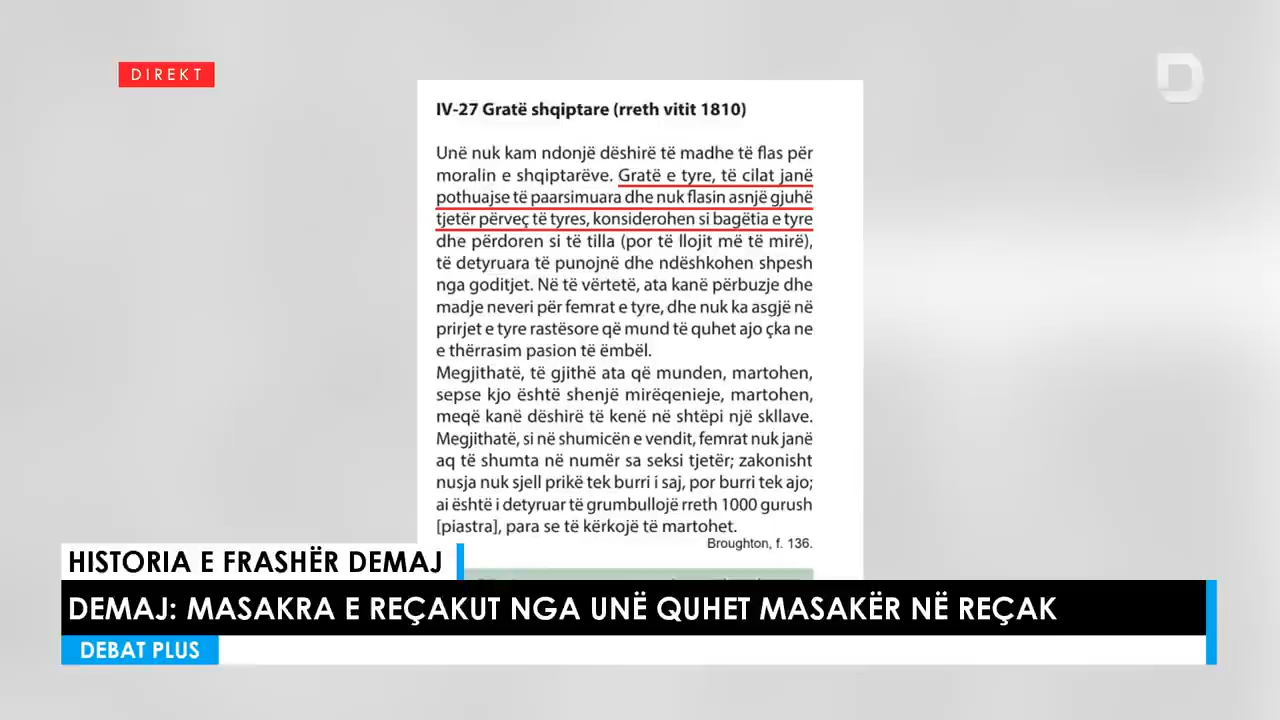 DIREKT
IV-27 Gratë shqiptare (rreth vitit 1810)
Unë nuk kam ndonjë dëshirë të madhe të flas për
moralin e shqiptarëve. Gratë e tyre, të cilat janë
pothuajse të paarsimuara dhe nuk flasin asnjë gjuhë
tjetër përveç të tyres, konsiderohen si bagëtia e tyre
dhe përdoren si të tilla (por të llojit më të mirë),
të detyruara të punojnë dhe ndëshkohen shpesh
nga goditjet. Në të vërtetë, ata kanë përbuzje dhe
madje neveri për femrat e tyre, dhe nuk ka asgjë në
prirjet e tyre rastësore që mund të quhet ajo çka ne
e thërrasim pasion të ëmbël.
Megjithatë, të gjithë ata që munden, martohen,
sepse kjo është shenjë mirëqenieje, martohen,
meqë kanë dëshirë të kenë në shtëpi një skllave.
Megjithatë, si në shumicën e vendit, femrat nuk janë
aq të shumta në numër sa seksi tjetër; zakonisht
nusja nuk sjell prikë tek burri i saj, por burri tek ajo;
ai është i detyruar të grumbullojë rreth 1000 gurush
[piastra], para se të kërkojë të martohet.
Broughton, f. 136.
HISTORIA E FRASHËR DEMAJ
DEMAJ: MASAKRA E REÇAKUT NGA UNË QUHET MASAKËR NË REÇAK
DEBAT PLUS